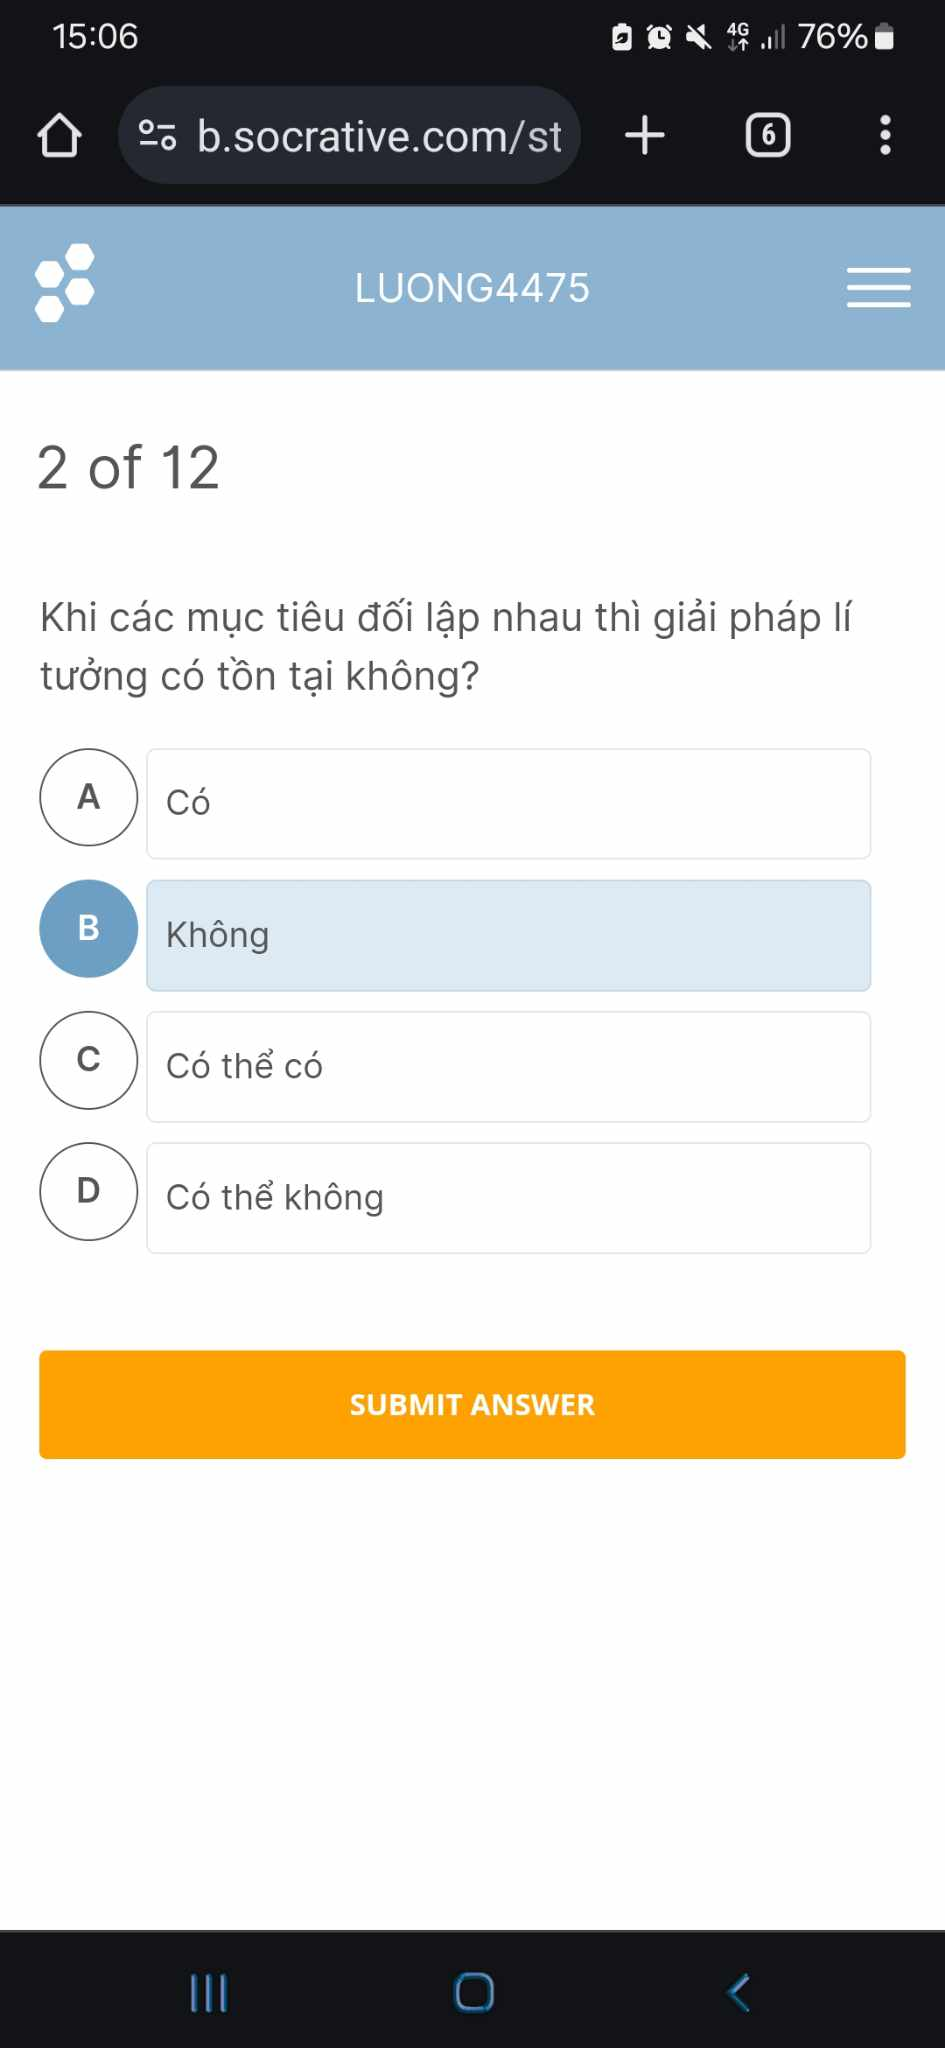 15:06
4G
76%
b.socrative.com/st
6
LUONG4475
2 of 12
Khi các mục tiêu đối lập nhau thì giải pháp lí
tưởng có tồn tại không?
A
Có
B
Không
C
Có thể có
D
Có thể không
SUBMIT ANSWER